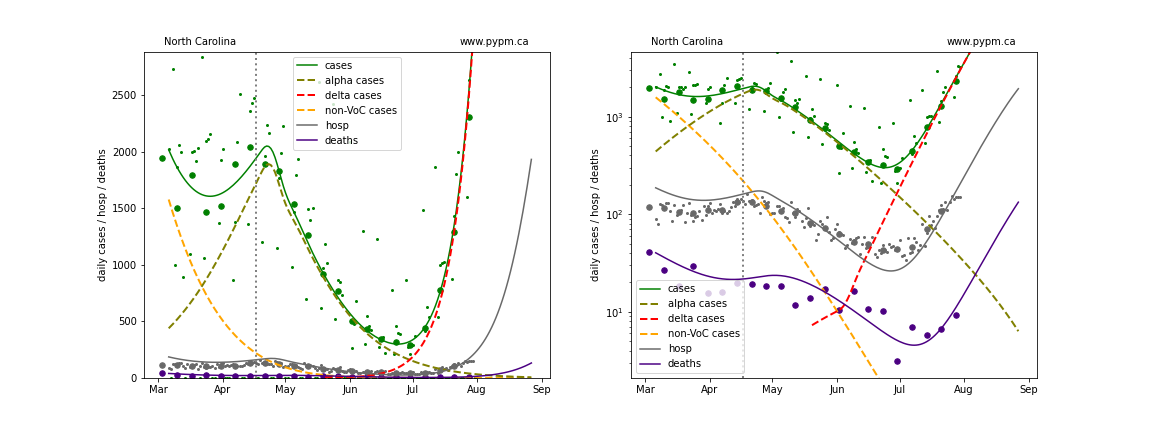 North Carolina
www.pypm.ca
daily cases / hosp / deaths
2500
2000
1500
1000
500
0
cases
alpha cases
delta cases
non-VoC cases
hosp
deaths
Mar Apr May Jun Jul Aug Sep
North Carolina
www.pypm.ca
daily cases / hosp / deaths
10³
10²
10¹
cases
alpha cases
delta cases
non-VoC cases
hosp
deaths
Mar Apr May Jun Jul Aug Sep